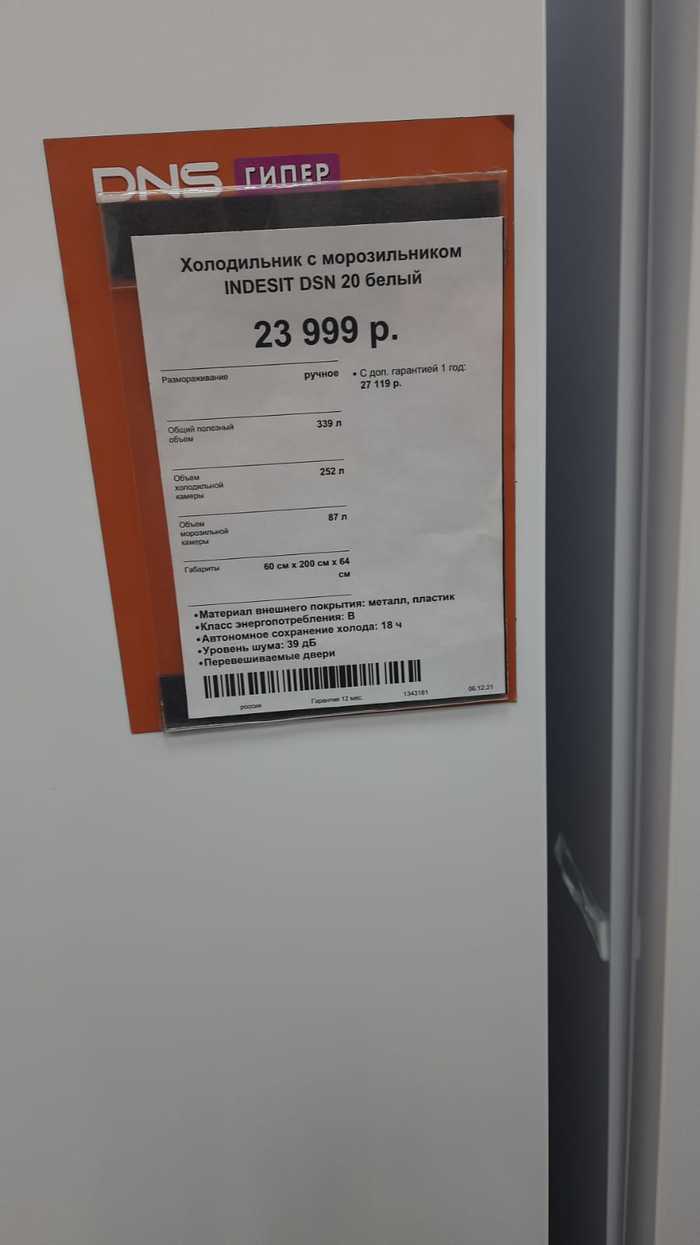 DNS ГИПЕР
Холодильник с морозильником
INDESIT DSN 20 белый
23 999 р.
Размораживание ручное
• С доп. гарантией 1 год:
27 119 р.
Общий полезный 339 л
объем
Объем 252 л
холодильной
камеры
Объем 87 л
морозильной
камеры
Габариты 60 см x 200 см x 64
см
•Материал внешнего покрытия: металл, пластик
•Класс энергопотребления: B
•Автономное сохранение холода: 18 ч
•Уровень шума: 39 дБ
•Перевешиваемые двери
россия Гарантия 12 мес. 1343161 06.12.21